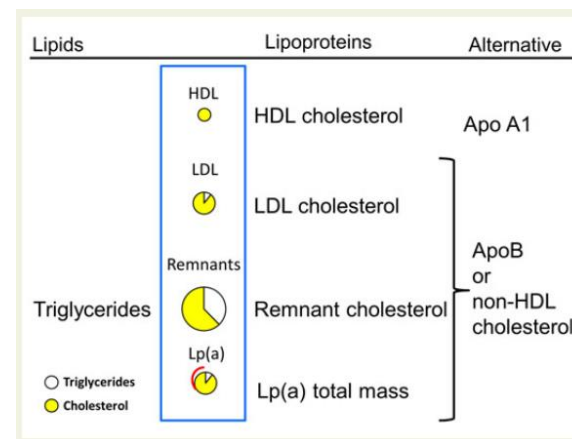 Lipids Lipoproteins Alternative
HDL
HDL cholesterol
Apo A1
LDL
LDL cholesterol
ApoB
or
non-HDL
cholesterol
Remnants
Triglycerides
Remnant cholesterol
Lp(a)
Lp(a) total mass
Triglycerides
Cholesterol